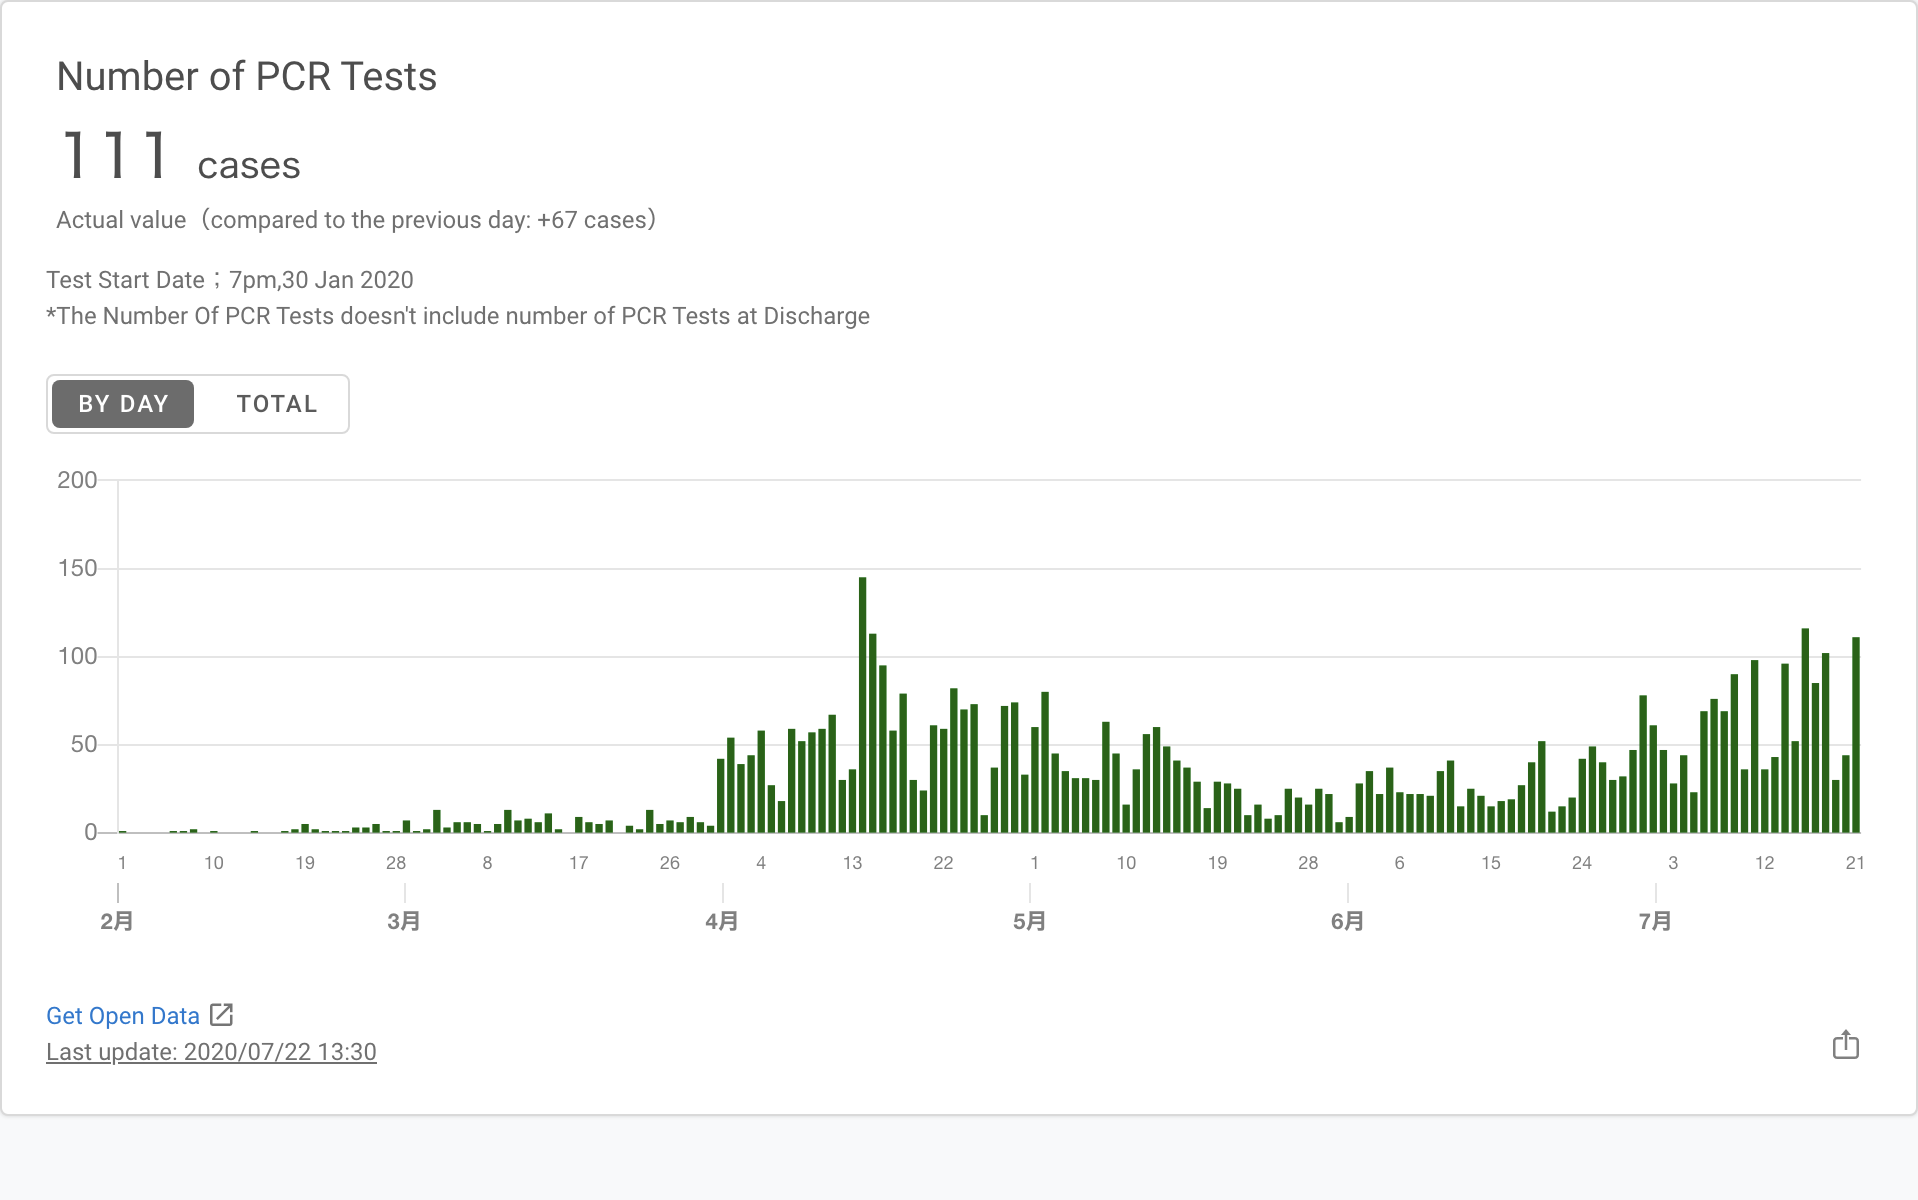 Number of PCR Tests
111 cases
Actual value（compared to the previous day: +67 cases）
Test Start Date；7pm,30 Jan 2020
*The Number Of PCR Tests doesn't include number of PCR Tests at Discharge
BY DAY TOTAL
200
150
100
50
0
1 10 19 28 8 17 26 4 13 22 1 10 19 28 6 15 24 3 12 21
2月 3月 4月 5月 6月 7月
Get Open Data
Last update: 2020/07/22 13:30